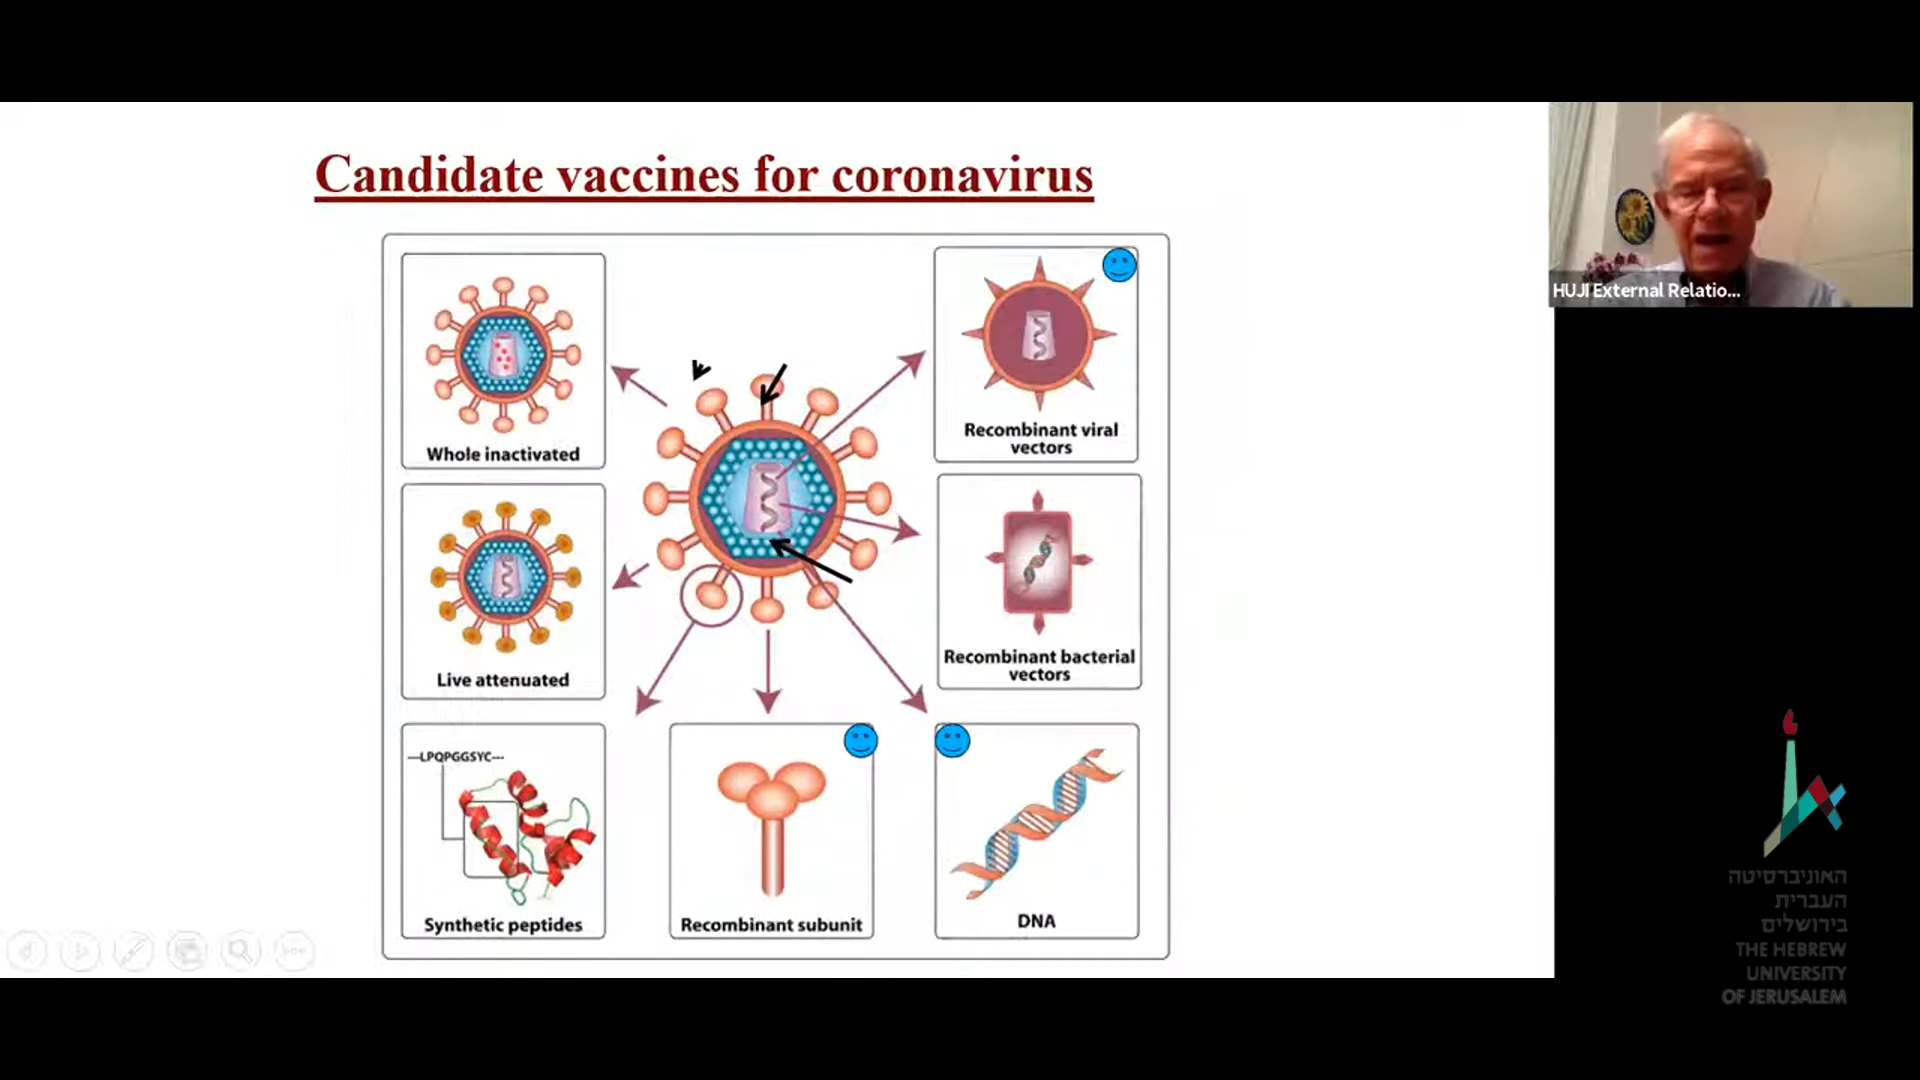 Candidate vaccines for coronavirus
HUJI External Relatio...
Whole inactivated
Recombinant viral
vectors
Live attenuated
Recombinant bacterial
vectors
---LPQPGGSYC---
Synthetic peptides
Recombinant subunit
DNA
האוניברסיטה
העברית
בירושלים
THE HEBREW
UNIVERSITY
OF JERUSALEM